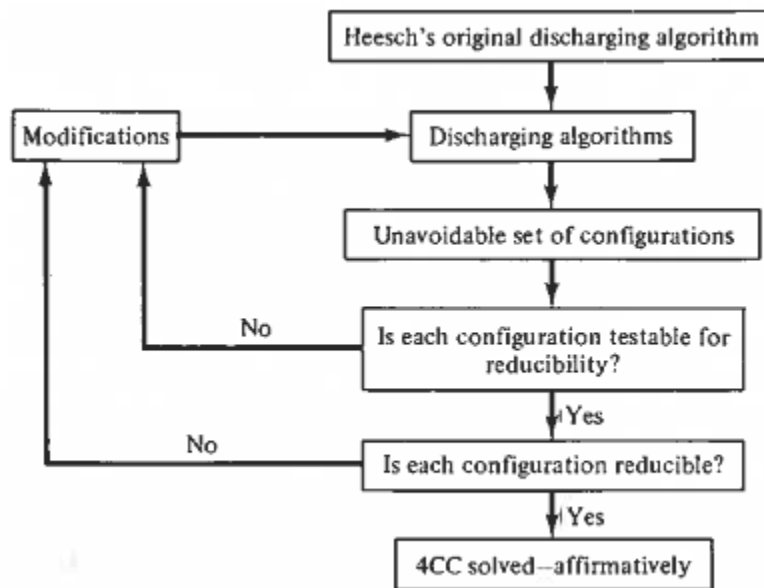 Heesch's original discharging algorithm
Modifications
Discharging algorithms
Unavoidable set of configurations
No
Is each configuration testable for
reducibility?
Yes
No
Is each configuration reducible?
Yes
4CC solved–affirmatively